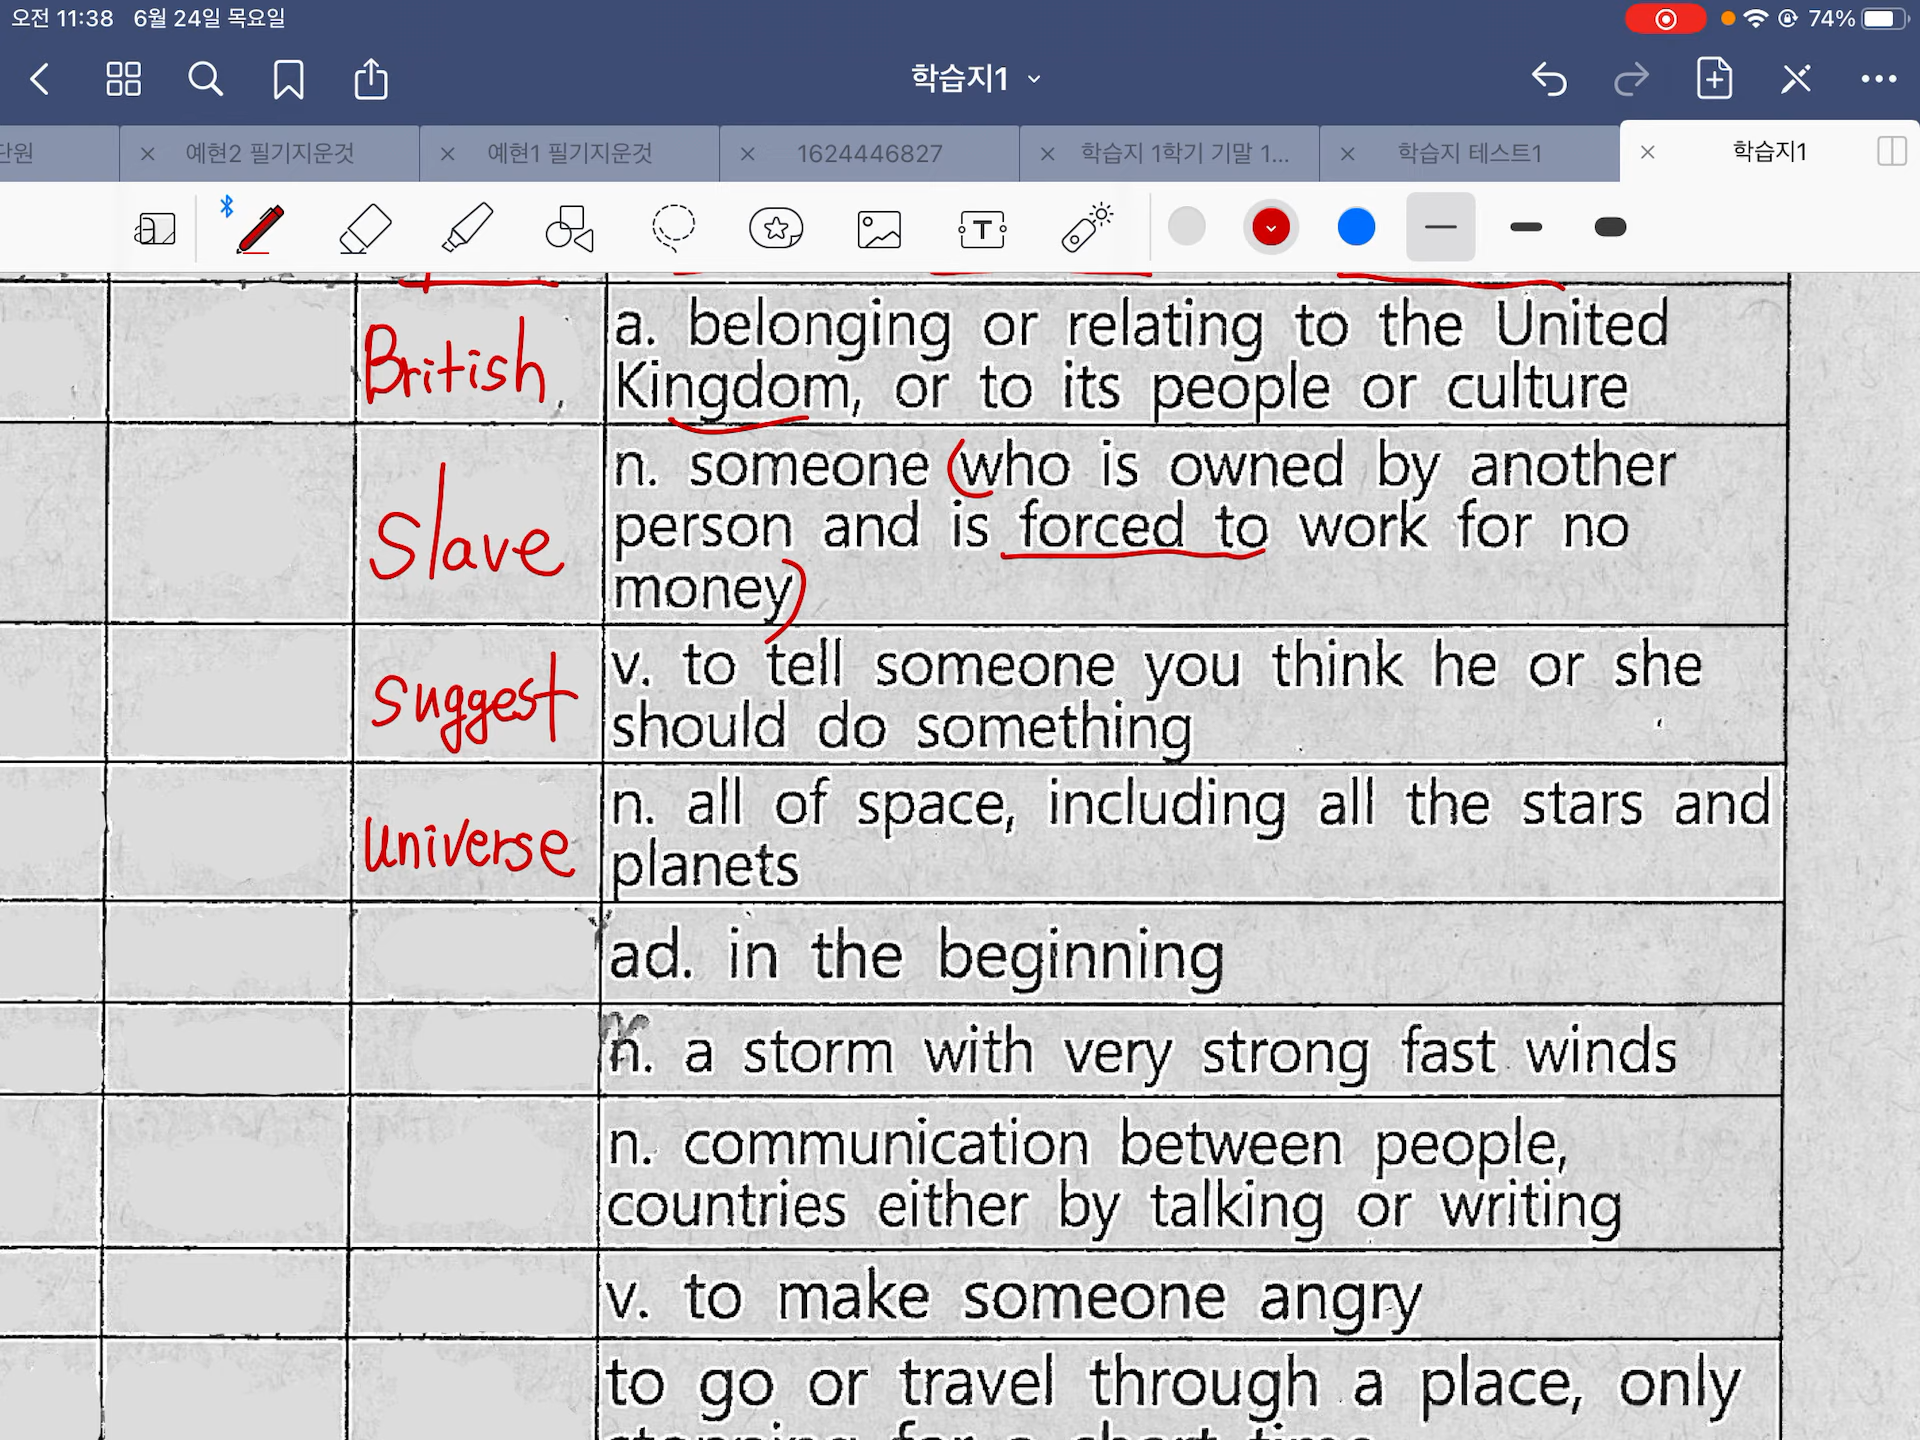 오전 11:38 6월 24일 목요일
74%
학습지1
단원
예현2 필기지운것
예현1 필기지운것
1624446827
학습지 1학기 기말 1...
학습지 테스트1
학습지1
British
a. belonging or relating to the United
Kingdom, or to its people or culture
Slave
n. someone (who is owned by another
person and is forced to work for no
money)
suggest
v. to tell someone you think he or she
should do something
universe
n. all of space, including all the stars and
planets
ad. in the beginning
n. a storm with very strong fast winds
n. communication between people,
countries either by talking or writing
v. to make someone angry
to go or travel through a place, only
stopping for a short time